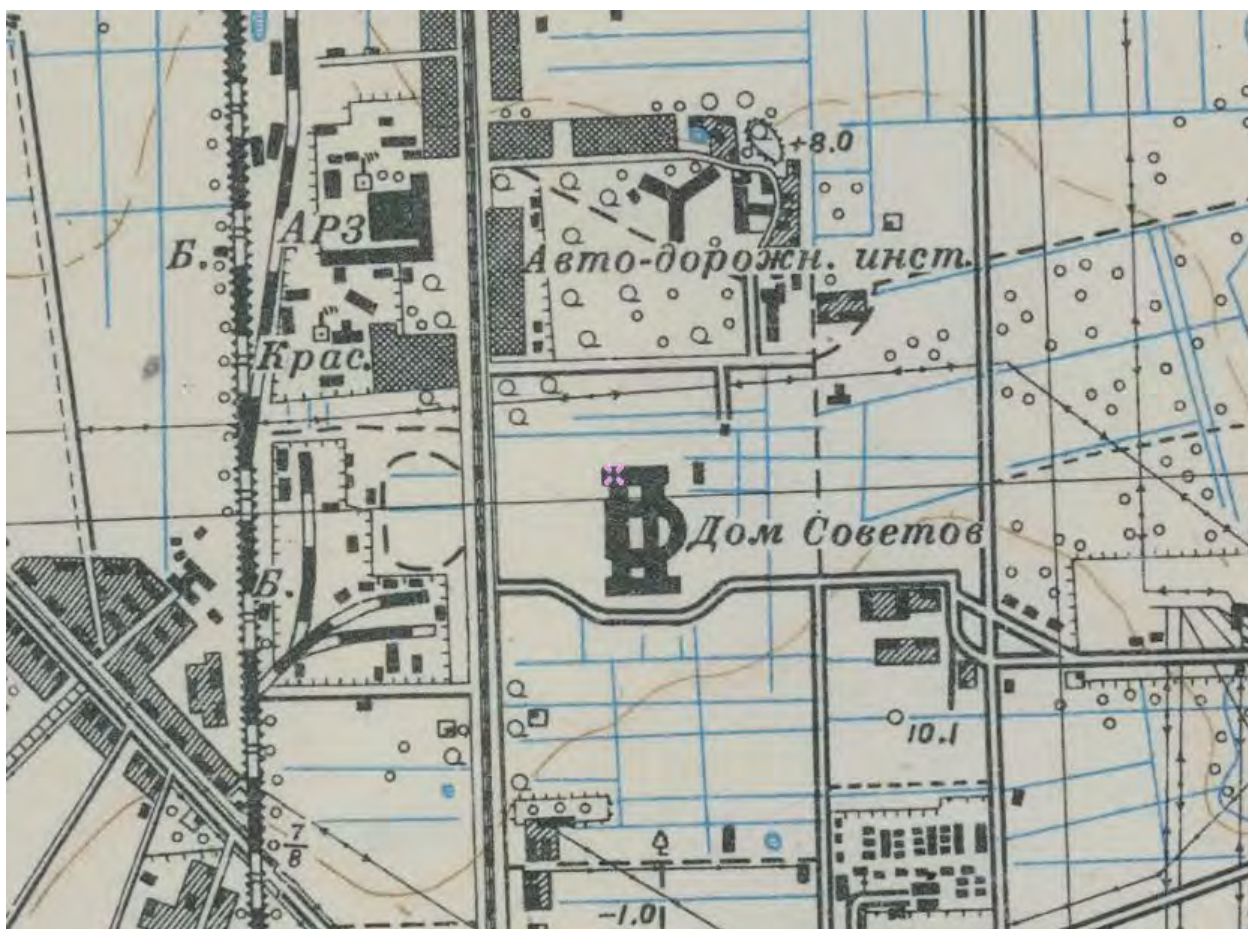 +8.0
АРЗ
Б.
Авто-дорожн. инст.
Крас.
Дом Советов
Б.
10.1
7
8
-1.0